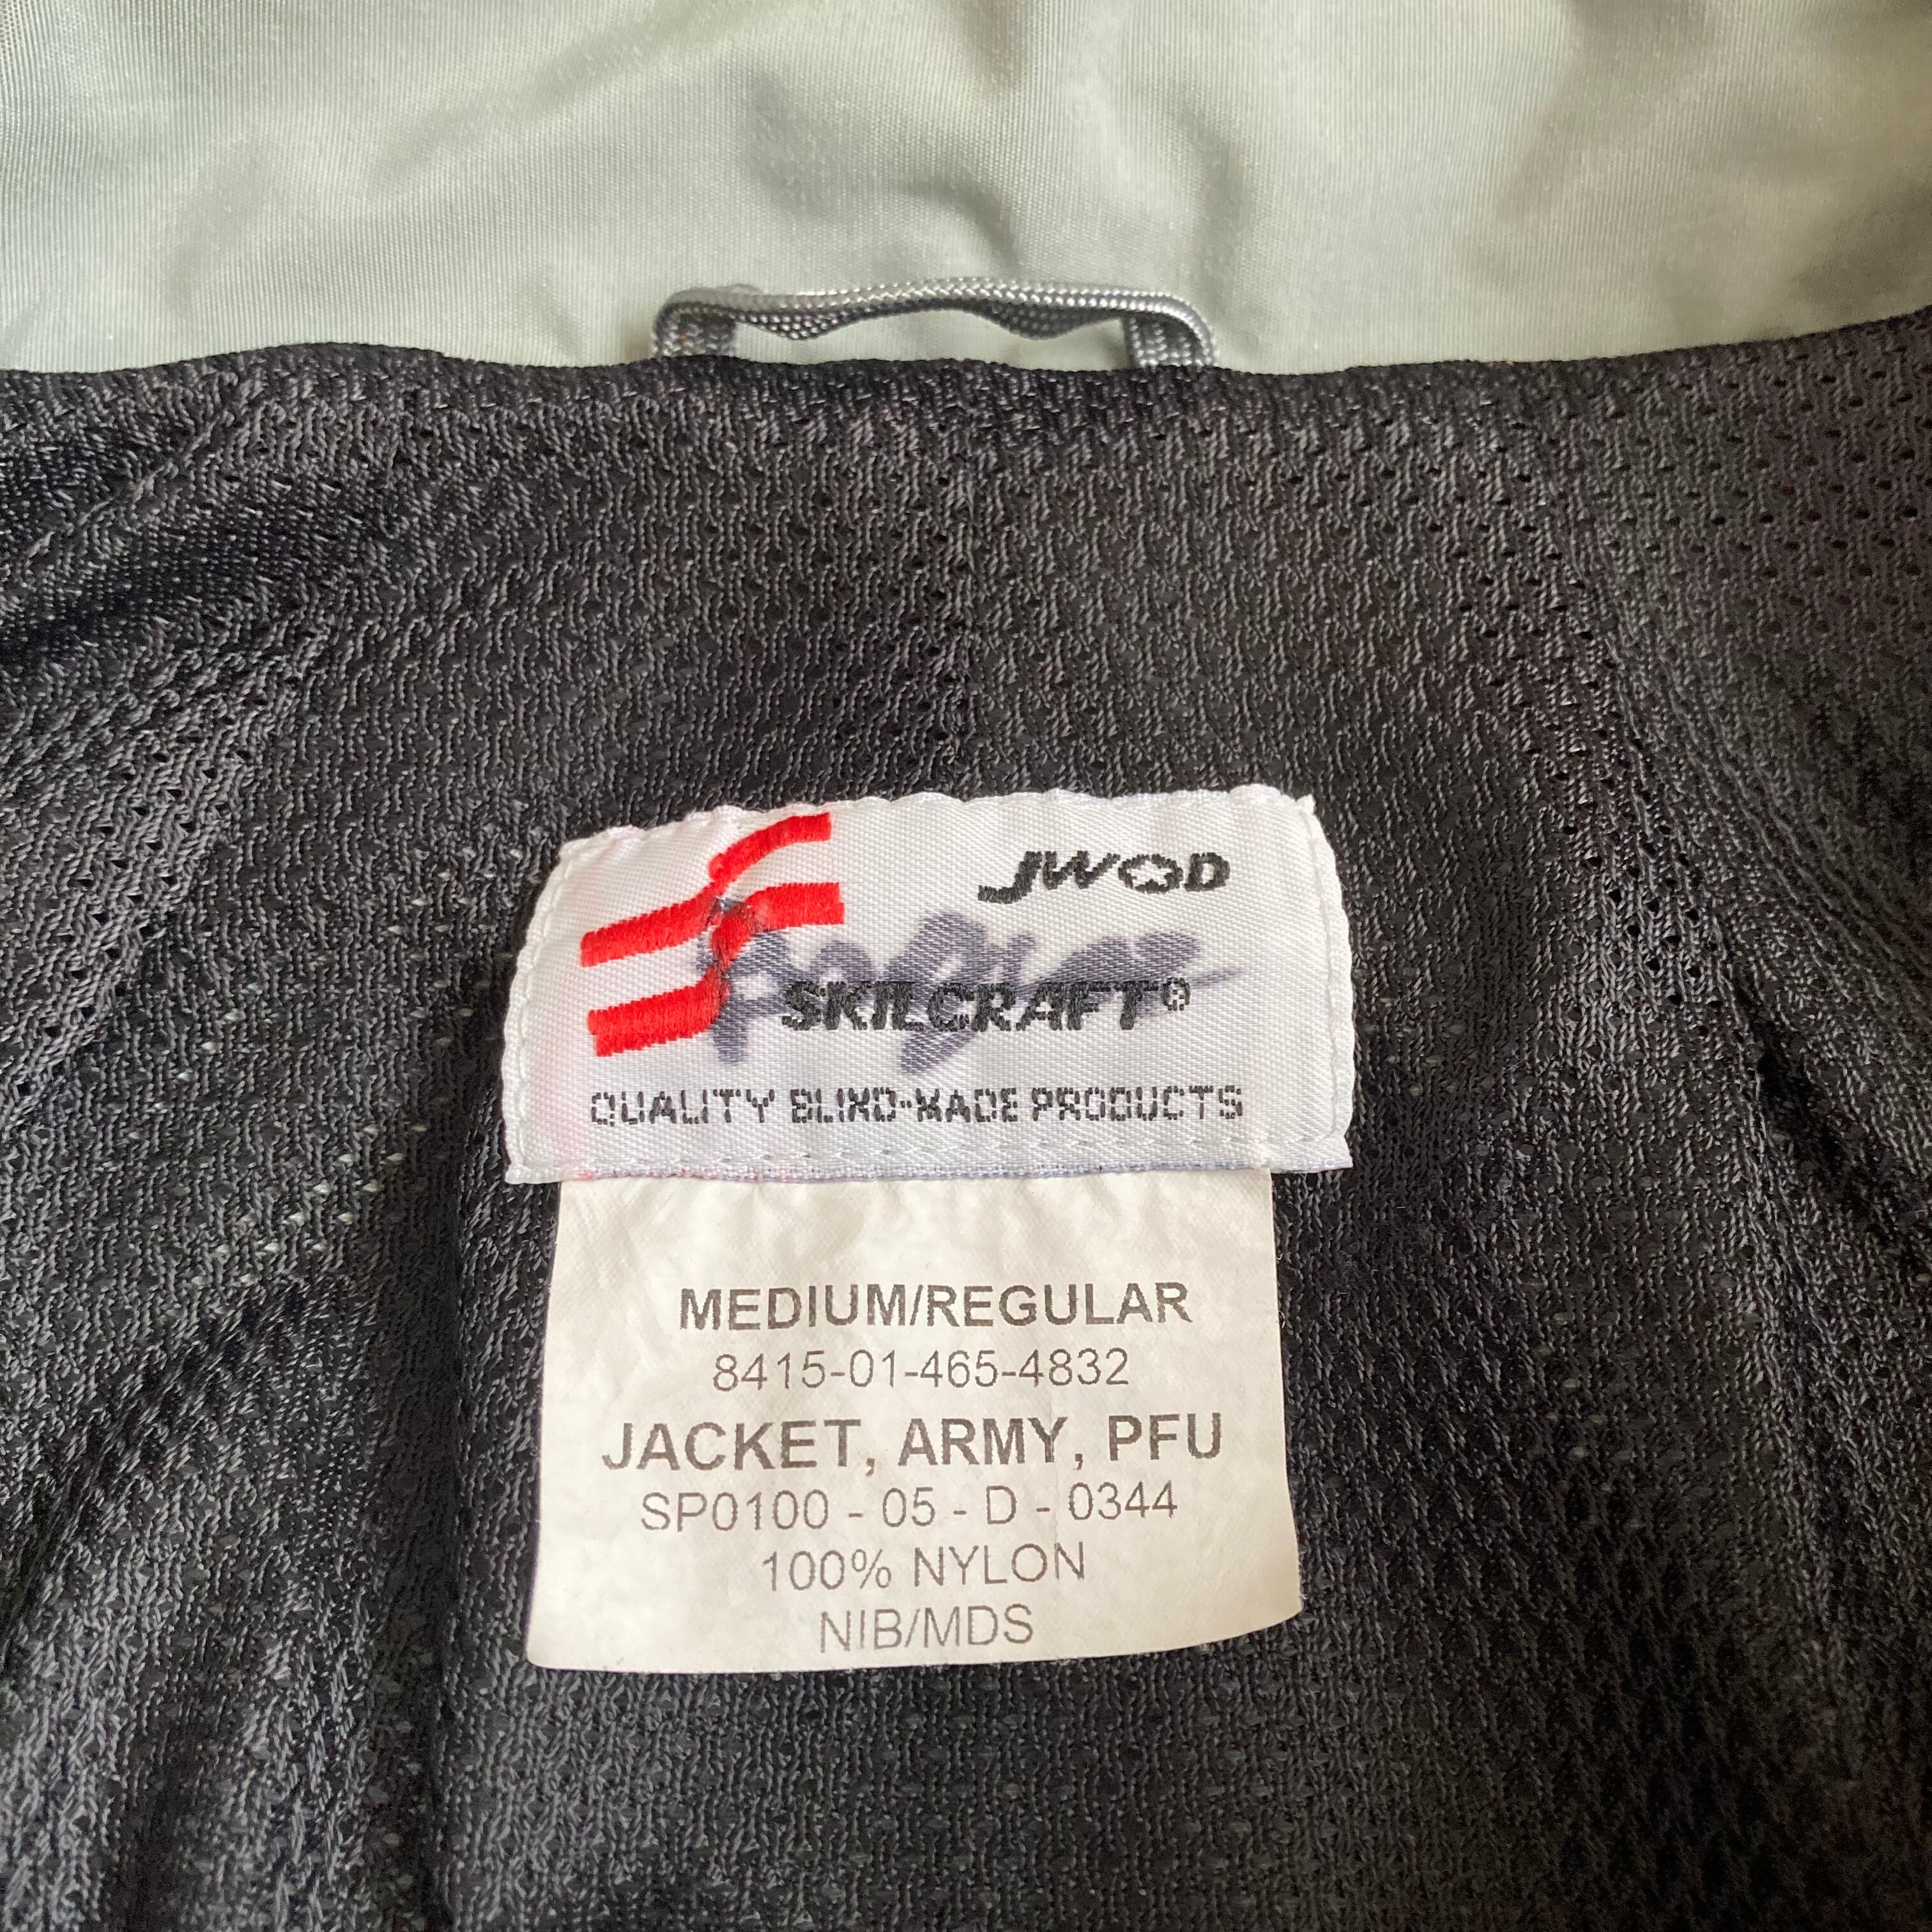 JWOD
SKILCRAFT®
QUALITY BLIND-MADE PRODUCTS
MEDIUM/REGULAR
8415-01-465-4832
JACKET, ARMY, PFU
SP0100 - 05 - D - 0344
100% NYLON
NIB/MDS